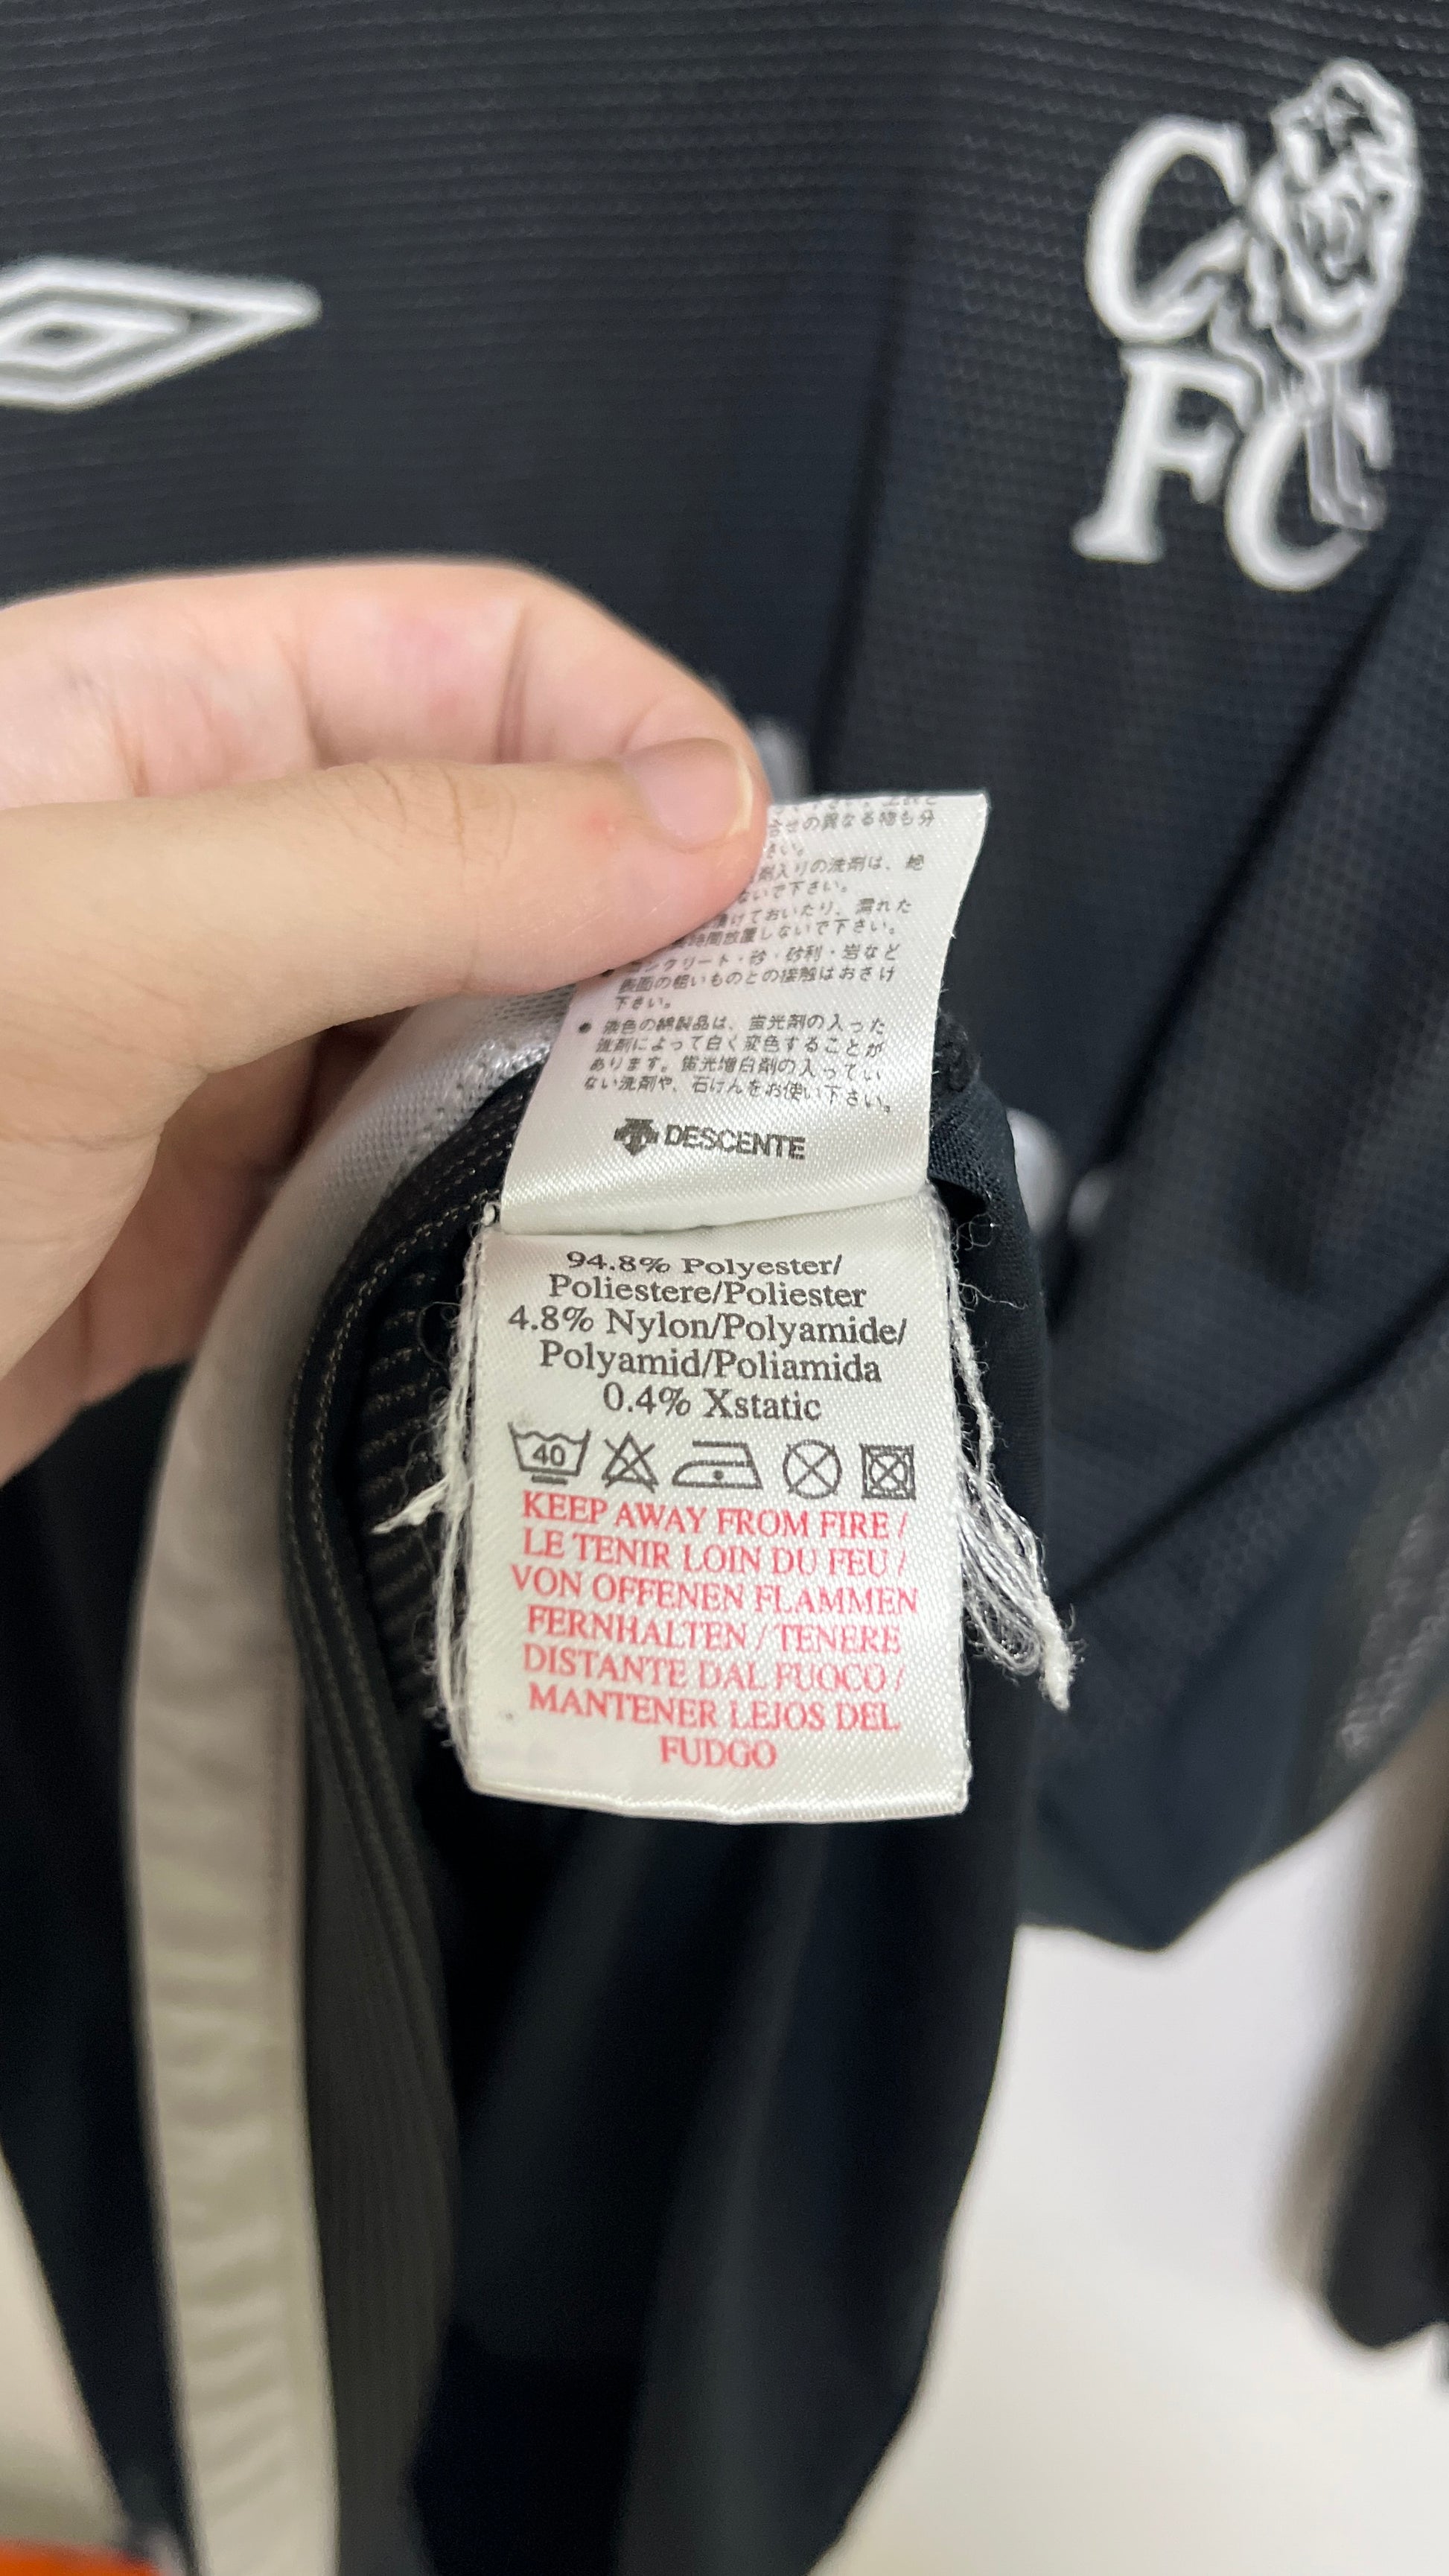 CFC
合せの異なる物も分
さい。
剤入りの洗剤は、絶
ないで下さい。
漬けておいたり、濡れた
時間放置しないで下さい。
コンクリート・砂・砂利・岩など
表面の粗いものとの接触はおさけ
下さい。
● 染色の綿製品は、蛍光剤の入った
洗剤によって白く変色することが
あります。蛍光増白剤の入ってい
ない洗剤や、石けんをお使い下さい。
DESCENTE
94.8% Polyester/
Poliestere/Poliester
4.8% Nylon/Polyamide/
Polyamid/Poliamida
0.4% Xstatic
40
KEEP AWAY FROM FIRE /
LE TENIR LOIN DU FEU /
VON OFFENEN FLAMMEN
FERNHALTEN / TENERE
DISTANTE DAL FUOCO /
MANTENER LEJOS DEL
FUDGO